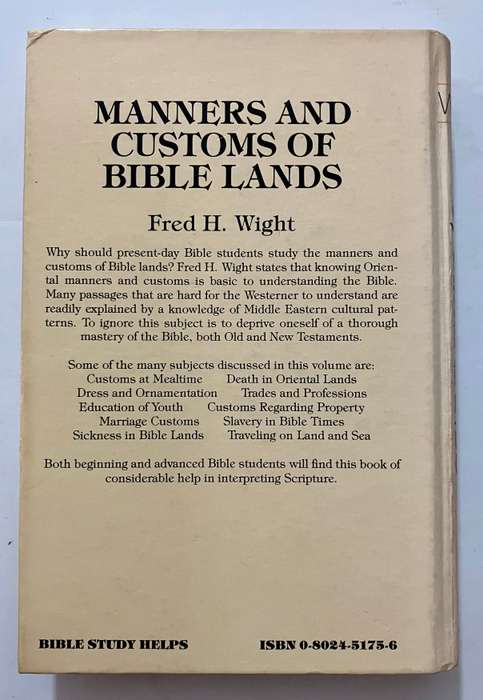 MANNERS AND
CUSTOMS OF
BIBLE LANDS
Fred H. Wight
Why should present-day Bible students study the manners and
customs of Bible lands? Fred H. Wight states that knowing Orien-
tal manners and customs is basic to understanding the Bible.
Many passages that are hard for the Westerner to understand are
readily explained by a knowledge of Middle Eastern cultural pat-
terns. To ignore this subject is to deprive oneself of a thorough
mastery of the Bible, both Old and New Testaments.
Some of the many subjects discussed in this volume are:
Customs at Mealtime Death in Oriental Lands
Dress and Ornamentation Trades and Professions
Education of Youth Customs Regarding Property
Marriage Customs Slavery in Bible Times
Sickness in Bible Lands Traveling on Land and Sea
Both beginning and advanced Bible students will find this book of
considerable help in interpreting Scripture.
BIBLE STUDY HELPS ISBN 0-8024-5175-6